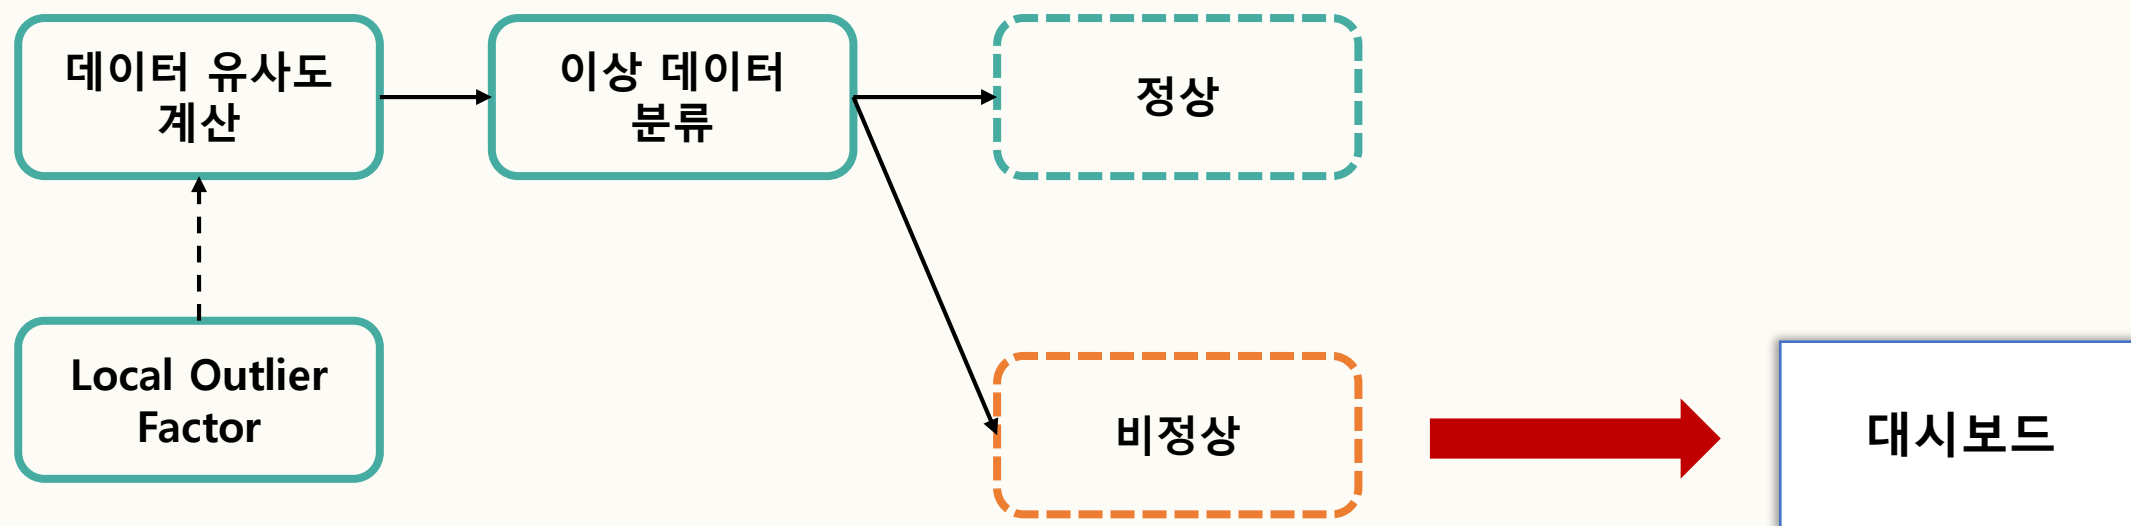 데이터 유사도
계산
이상 데이터
분류
정상
Local Outlier
Factor
비정상
대시보드